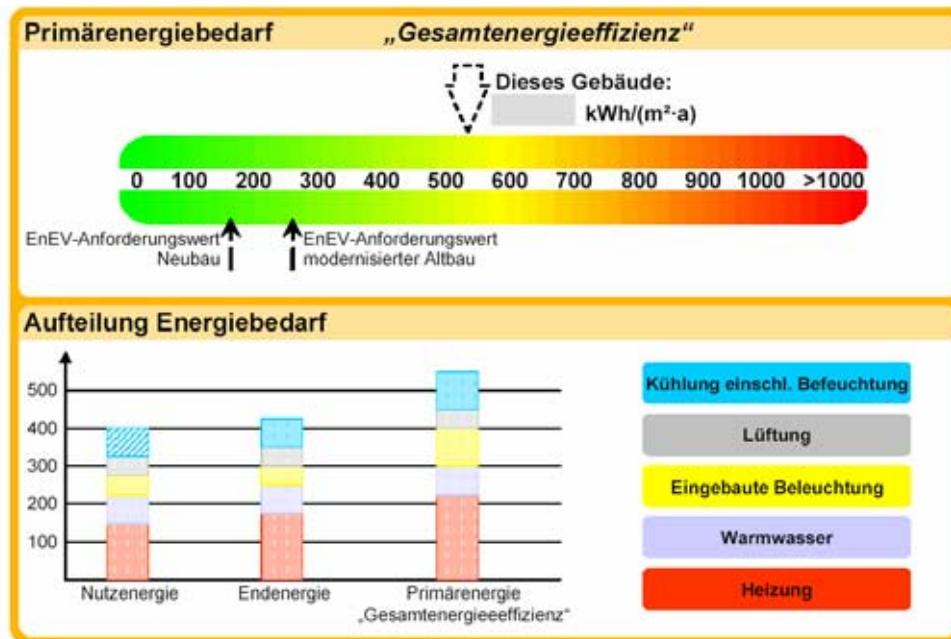 Primärenergiebedarf „Gesamtenergieeffizienz“
Dieses Gebäude:
kWh/(m²·a)
0 100 200 300 400 500 600 700 800 900 1000 >1000
EnEV-Anforderungswert
Neubau
EnEV-Anforderungswert
modernisierter Altbau
Aufteilung Energiebedarf
500
400
300
200
100
Nutzenergie
Endenergie
Primärenergie
„Gesamtenergieeeffizienz“
Kühlung einschl. Befeuchtung
Lüftung
Eingebaute Beleuchtung
Warmwasser
Heizung